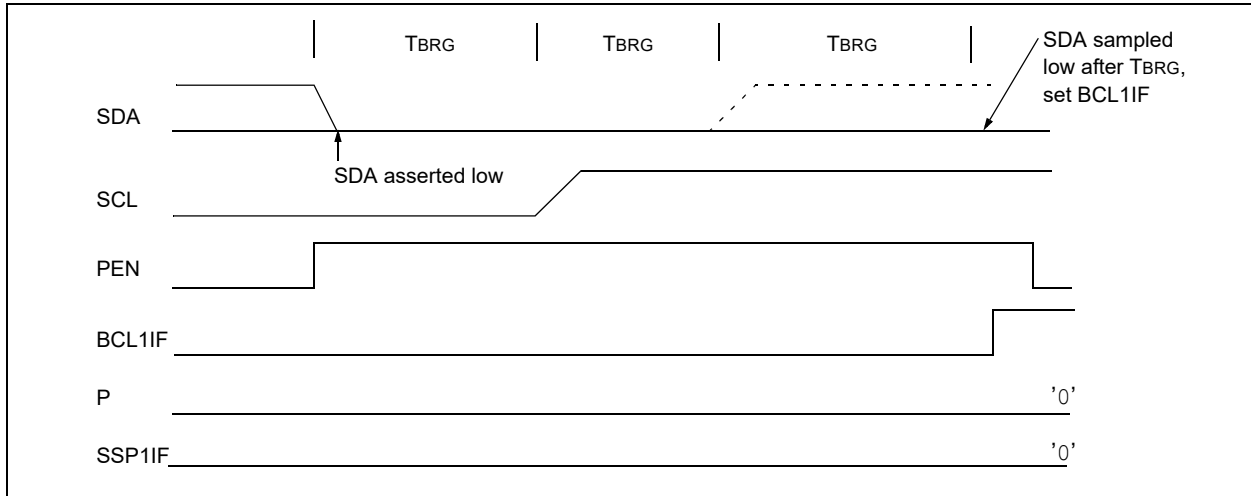 TBRG TBRG TBRG
SDA sampled
low after TBRG,
set BCL1IF
SDA
SDA asserted low
SCL
PEN
BCL1IF
P '0'
SSP1IF '0'